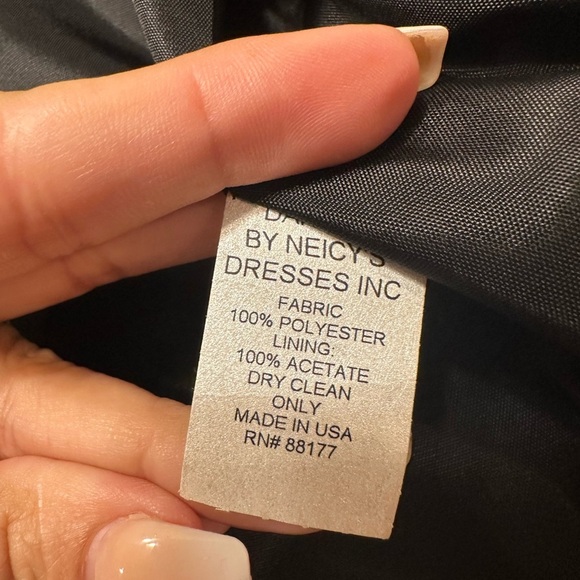 BY NEICY'S
DRESSES INC
FABRIC
100% POLYESTER
LINING:
100% ACETATE
DRY CLEAN
ONLY
MADE IN USA
RN# 88177